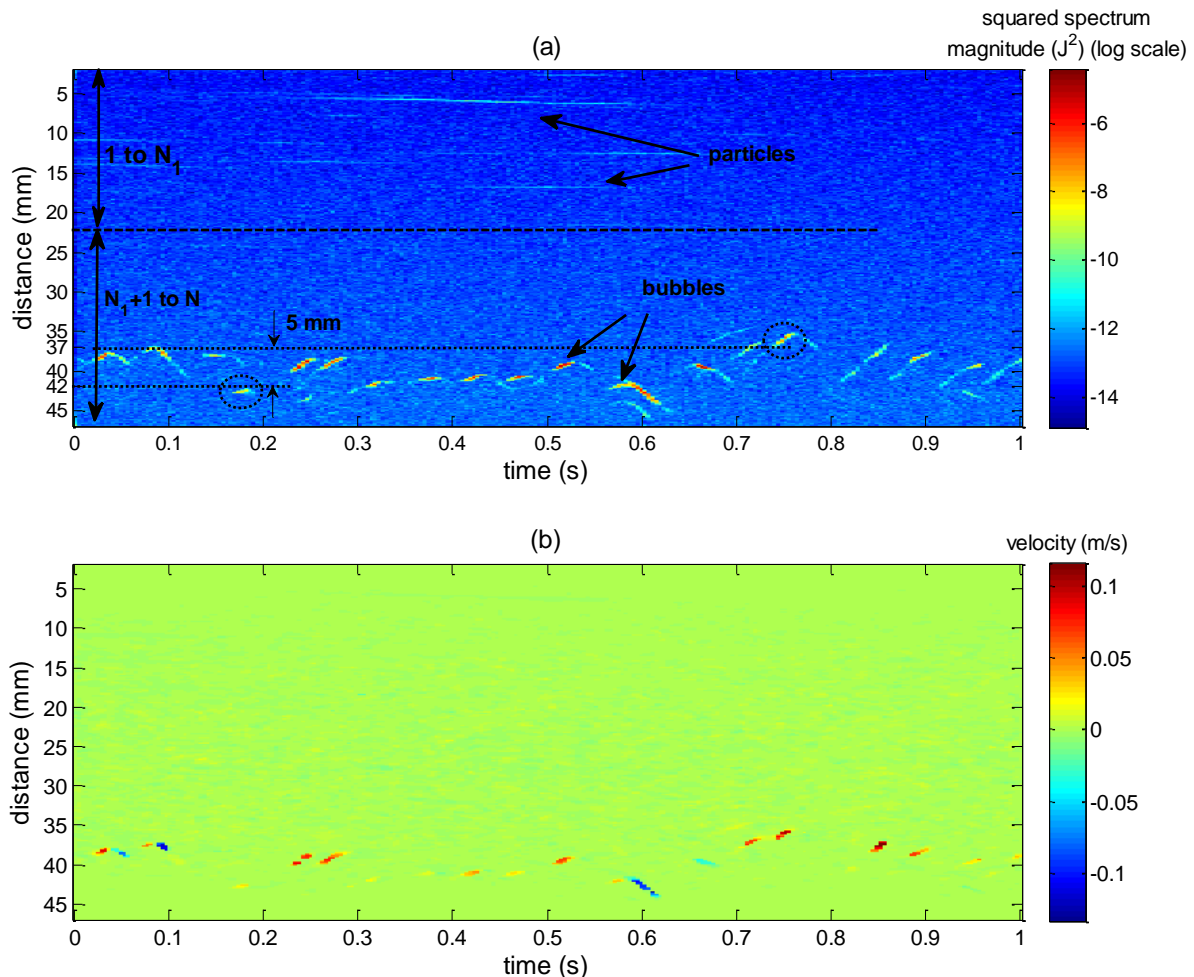 squared spectrum
magnitude (J^2) (log scale)
(a)
5
10
15
20
25
30
35
37
40
42
45
distance (mm)
1 to N_1
N_1+1 to N
5 mm
particles
bubbles
0 0.1 0.2 0.3 0.4 0.5 0.6 0.7 0.8 0.9 1
time (s)
-6
-8
-10
-12
-14
(b)
velocity (m/s)
5
10
15
20
25
30
35
40
45
distance (mm)
0 0.1 0.2 0.3 0.4 0.5 0.6 0.7 0.8 0.9 1
time (s)
0.1
0.05
0
-0.05
-0.1